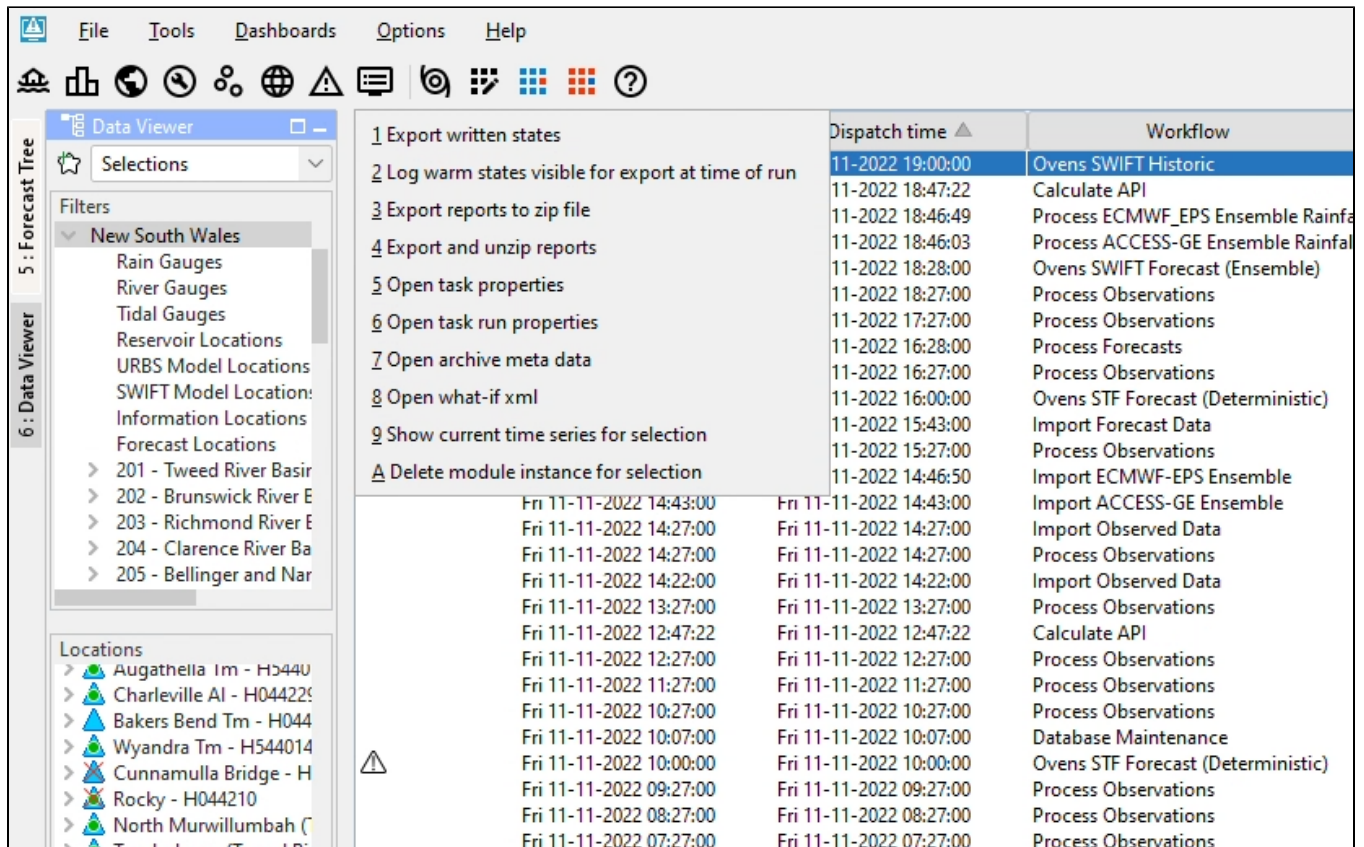 File Tools Dashboards Options Help
5 : Forecast Tree
6 : Data Viewer
Data Viewer
Selections
Filters
New South Wales
Rain Gauges
River Gauges
Tidal Gauges
Reservoir Locations
URBS Model Locations
SWIFT Model Locations
Information Locations
Forecast Locations
201 - Tweed River Basin
202 - Brunswick River B
203 - Richmond River B
204 - Clarence River Ba
205 - Bellinger and Nar
Locations
Augathella Tm - H5440
Charleville Al - H044229
Bakers Bend Tm - H044
Wyandra Tm - H544014
Cunnamulla Bridge - H
Rocky - H044210
North Murwillumbah (T
1 Export written states
2 Log warm states visible for export at time of run
3 Export reports to zip file
4 Export and unzip reports
5 Open task properties
6 Open task run properties
7 Open archive meta data
8 Open what-if xml
9 Show current time series for selection
A Delete module instance for selection
Dispatch time Workflow
11-2022 19:00:00 Ovens SWIFT Historic
11-2022 18:47:22 Calculate API
11-2022 18:46:49 Process ECMWF_EPS Ensemble Rainfa
11-2022 18:46:03 Process ACCESS-GE Ensemble Rainfal
11-2022 18:28:00 Ovens SWIFT Forecast (Ensemble)
11-2022 18:27:00 Process Observations
11-2022 17:27:00 Process Observations
11-2022 16:28:00 Process Forecasts
11-2022 16:27:00 Process Observations
11-2022 16:00:00 Ovens STF Forecast (Deterministic)
11-2022 15:43:00 Import Forecast Data
11-2022 15:27:00 Process Observations
11-2022 14:46:50 Import ECMWF-EPS Ensemble
Fri 11-11-2022 14:43:00 Fri 11-11-2022 14:43:00 Import ACCESS-GE Ensemble
Fri 11-11-2022 14:27:00 Fri 11-11-2022 14:27:00 Import Observed Data
Fri 11-11-2022 14:27:00 Fri 11-11-2022 14:27:00 Process Observations
Fri 11-11-2022 14:22:00 Fri 11-11-2022 14:22:00 Import Observed Data
Fri 11-11-2022 13:27:00 Fri 11-11-2022 13:27:00 Process Observations
Fri 11-11-2022 12:47:22 Fri 11-11-2022 12:47:22 Calculate API
Fri 11-11-2022 12:27:00 Fri 11-11-2022 12:27:00 Process Observations
Fri 11-11-2022 11:27:00 Fri 11-11-2022 11:27:00 Process Observations
Fri 11-11-2022 10:27:00 Fri 11-11-2022 10:27:00 Process Observations
Fri 11-11-2022 10:07:00 Fri 11-11-2022 10:07:00 Database Maintenance
Fri 11-11-2022 10:00:00 Fri 11-11-2022 10:00:00 Ovens STF Forecast (Deterministic)
Fri 11-11-2022 09:27:00 Fri 11-11-2022 09:27:00 Process Observations
Fri 11-11-2022 08:27:00 Fri 11-11-2022 08:27:00 Process Observations
Fri 11-11-2022 07:27:00 Fri 11-11-2022 07:27:00 Process Observations